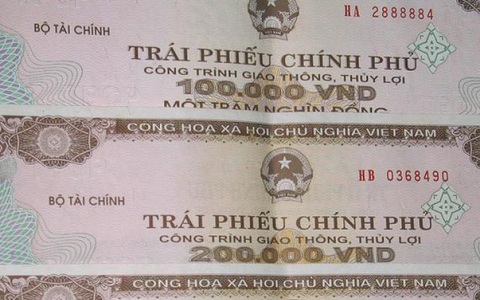 HA 2888884
BỘ TÀI CHÍNH
TRÁI PHIẾU CHÍNH PHỦ
CÔNG TRÌNH GIAO THÔNG, THỦY LỢI
100.000 VND
MỘT TRĂM NGHÌN ĐỒNG
CỘNG HÒA XÃ HỘI CHỦ NGHĨA VIỆT NAM
HB 0368490
BỘ TÀI CHÍNH
TRÁI PHIẾU CHÍNH PHỦ
CÔNG TRÌNH GIAO THÔNG, THỦY LỢI
200.000 VND
CỘNG HÒA XÃ HỘI CHỦ NGHĨA VIỆT NAM